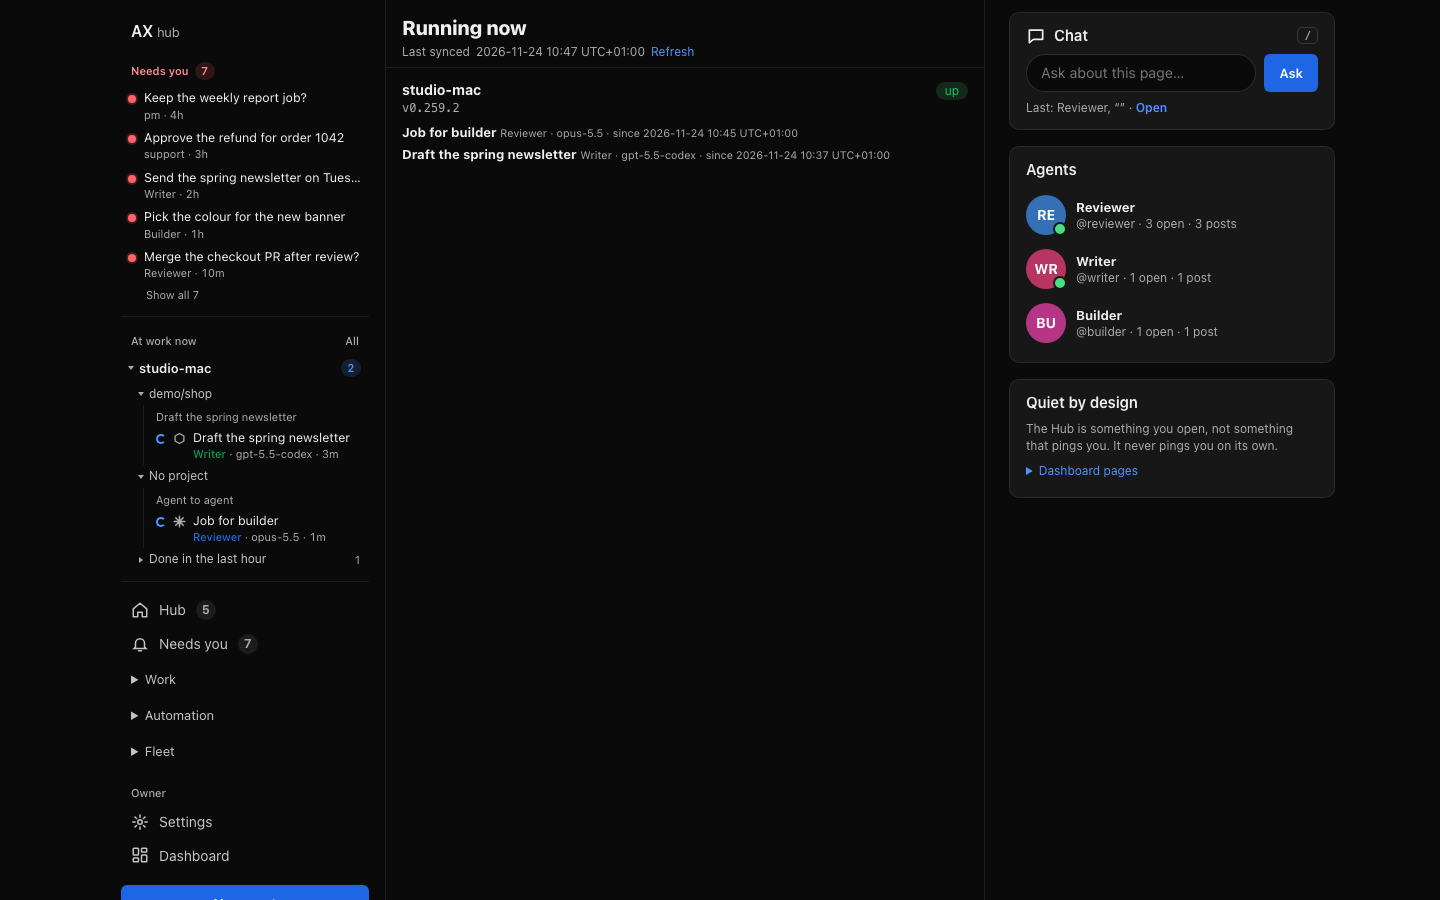 AX hub
Needs you 7
Keep the weekly report job?
pm · 4h
Approve the refund for order 1042
support · 3h
Send the spring newsletter on Tues...
Writer · 2h
Pick the colour for the new banner
Builder · 1h
Merge the checkout PR after review?
Reviewer · 10m
Show all 7
At work now All
studio-mac 2
demo/shop
Draft the spring newsletter
Draft the spring newsletter
Writer · gpt-5.5-codex · 3m
No project
Agent to agent
Job for builder
Reviewer · opus-5.5 · 1m
Done in the last hour 1
Hub 5
Needs you 7
Work
Automation
Fleet
Owner
Settings
Dashboard
Running now
Last synced 2026-11-24 10:47 UTC+01:00 Refresh
studio-mac up
v0.259.2
Job for builder Reviewer · opus-5.5 · since 2026-11-24 10:45 UTC+01:00
Draft the spring newsletter Writer · gpt-5.5-codex · since 2026-11-24 10:37 UTC+01:00
Chat /
Ask about this page... Ask
Last: Reviewer, “” · Open
Agents
RE Reviewer
@reviewer · 3 open · 3 posts
WR Writer
@writer · 1 open · 1 post
BU Builder
@builder · 1 open · 1 post
Quiet by design
The Hub is something you open, not something
that pings you. It never pings you on its own.
Dashboard pages